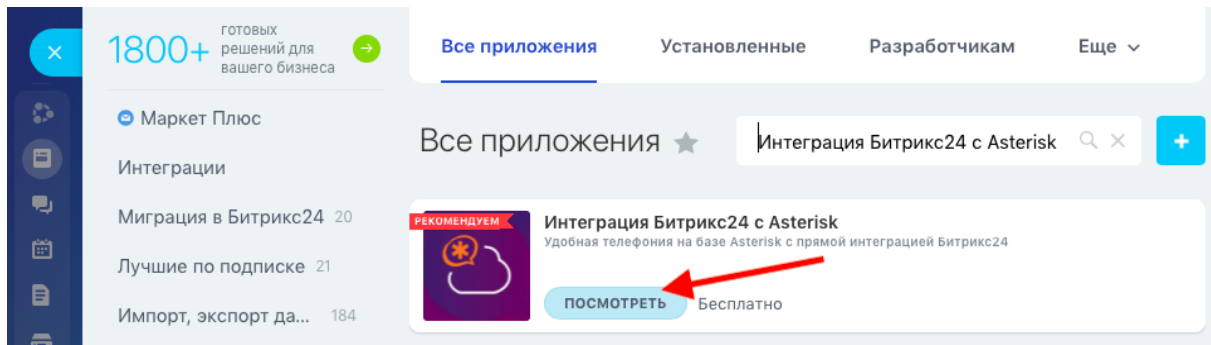 1800+ готовых
решений для
вашего бизнеса
Маркет Плюс
Интеграции
Миграция в Битрикс24 20
Лучшие по подписке 21
Импорт, экспорт да... 184
Все приложения Установленные Разработчикам Еще
Все приложения
Интеграция Битрикс24 с Asterisk
РЕКОМЕНДУЕМ
Интеграция Битрикс24 с Asterisk
Удобная телефония на базе Asterisk с прямой интеграцией Битрикс24
ПОСМОТРЕТЬ Бесплатно